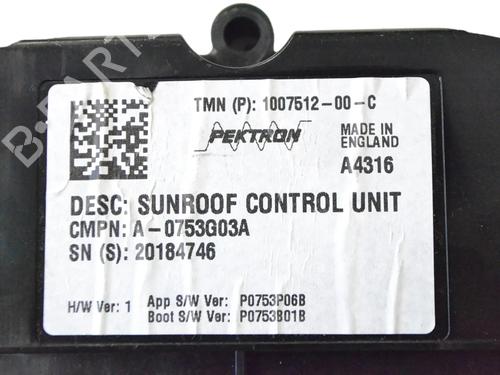 TMN (P): 1007512-00-C
PEKTRON
MADE IN
ENGLAND
A4316
DESC: SUNROOF CONTROL UNIT
CMPN: A-0753G03A
SN (S): 20184746
H/W Ver: 1 App S/W Ver: P0753P06B
Boot S/W Ver: P0753B01B
B-PARTS